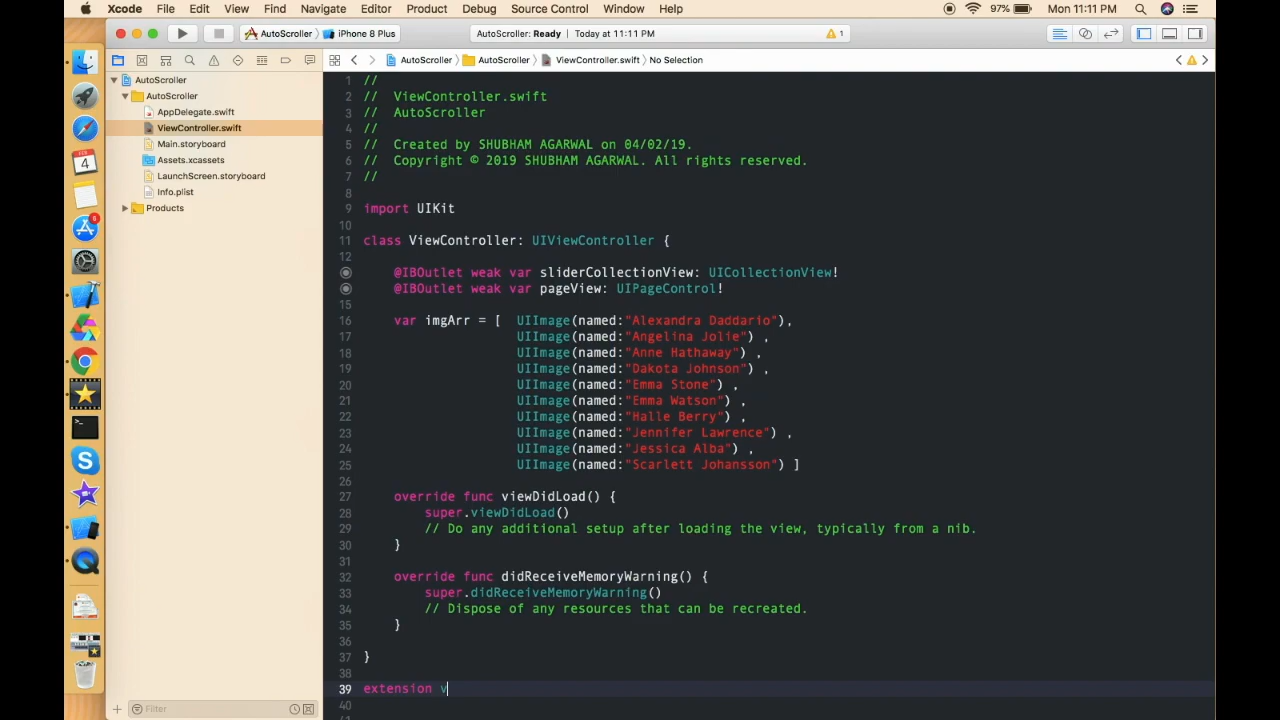 Xcode File Edit View Find Navigate Editor Product Debug Source Control Window Help 97% Mon 11:11 PM
AutoScroller iPhone 8 Plus AutoScroller: Ready | Today at 11:11 PM 1
AutoScroller AutoScroller ViewController.swift No Selection
AutoScroller
AutoScroller
AppDelegate.swift
ViewController.swift
Main.storyboard
Assets.xcassets
LaunchScreen.storyboard
Info.plist
Products
Filter
FEB
4
6
S
1 //
2 // ViewController.swift
3 // AutoScroller
4 //
5 // Created by SHUBHAM AGARWAL on 04/02/19.
6 // Copyright © 2019 SHUBHAM AGARWAL. All rights reserved.
7 //
8
9 import UIKit
10
11 class ViewController: UIViewController {
12
@IBOutlet weak var sliderCollectionView: UICollectionView!
@IBOutlet weak var pageView: UIPageControl!
15
16 var imgArr = [ UIImage(named:"Alexandra Daddario"),
17 UIImage(named:"Angelina Jolie") ,
18 UIImage(named:"Anne Hathaway") ,
19 UIImage(named:"Dakota Johnson") ,
20 UIImage(named:"Emma Stone") ,
21 UIImage(named:"Emma Watson") ,
22 UIImage(named:"Halle Berry") ,
23 UIImage(named:"Jennifer Lawrence") ,
24 UIImage(named:"Jessica Alba") ,
25 UIImage(named:"Scarlett Johansson") ]
26
27 override func viewDidLoad() {
28 super.viewDidLoad()
29 // Do any additional setup after loading the view, typically from a nib.
30 }
31
32 override func didReceiveMemoryWarning() {
33 super.didReceiveMemoryWarning()
34 // Dispose of any resources that can be recreated.
35 }
36
37 }
38
39 extension v
40